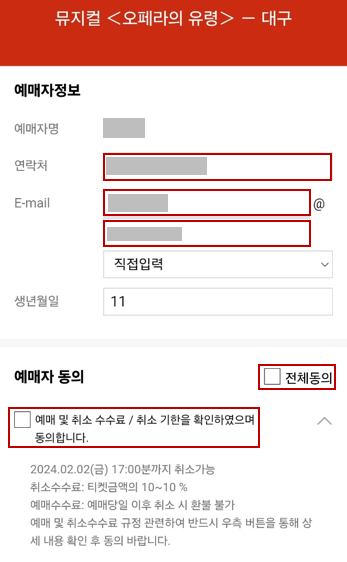 뮤지컬 <오페라의 유령> - 대구
예매자정보
예매자명
연락처
E-mail @
직접입력
생년월일 11
예매자 동의 전체동의
예매 및 취소 수수료 / 취소 기한을 확인하였으며
동의합니다.
2024.02.02(금) 17:00분까지 취소가능
취소수수료: 티켓금액의 10~10 %
예매수수료: 예매당일 이후 취소 시 환불 불가
예매 및 취소수수료 규정 관련하여 반드시 우측 버튼을 통해 상
세 내용 확인 후 동의 바랍니다.